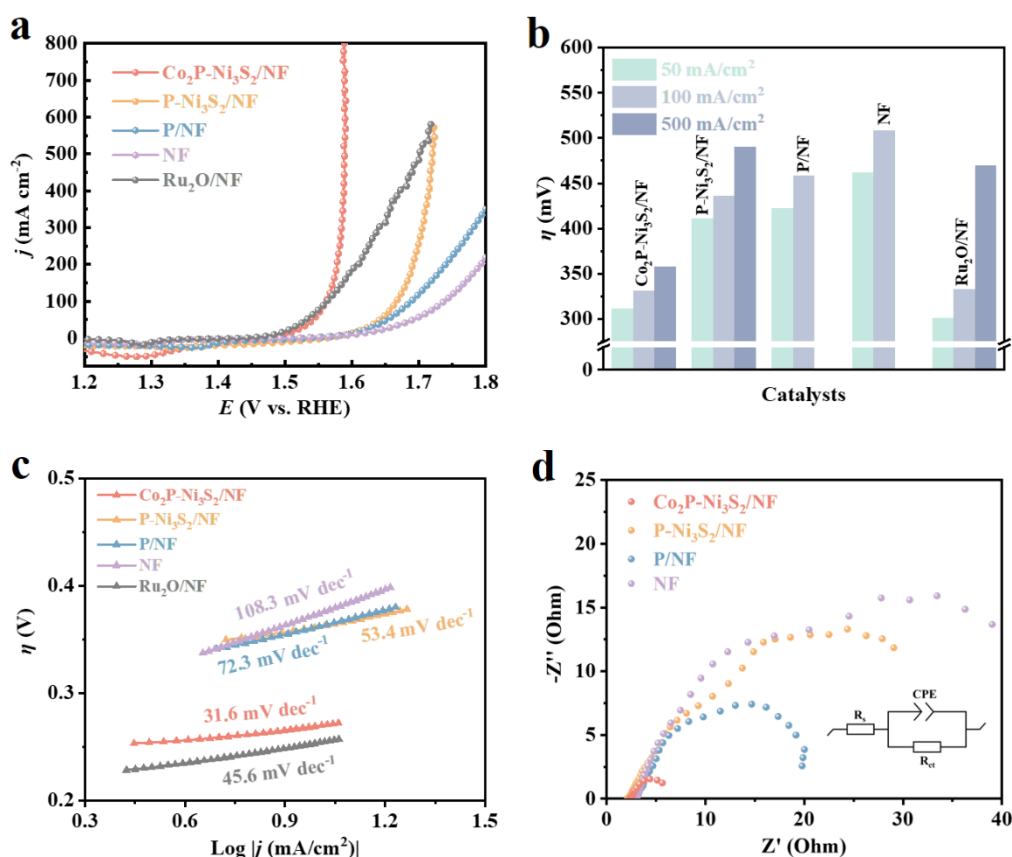 a
800
700
600
500
400
300
200
100
0
j (mA cm⁻²)
Co₂P-Ni₃S₂/NF
P-Ni₃S₂/NF
P/NF
NF
Ru₂O/NF
1.2 1.3 1.4 1.5 1.6 1.7 1.8
E (V vs. RHE)
b
600
550
500
450
400
350
300
0
η (mV)
50 mA/cm²
100 mA/cm²
500 mA/cm²
Co₂P-Ni₃S₂/NF
P-Ni₃S₂/NF
P/NF
NF
Ru₂O/NF
Catalysts
c
0.5
0.4
0.3
0.2
η (V)
Co₂P-Ni₃S₂/NF
P-Ni₃S₂/NF
P/NF
NF
Ru₂O/NF
108.3 mV dec⁻¹
53.4 mV dec⁻¹
72.3 mV dec⁻¹
31.6 mV dec⁻¹
45.6 mV dec⁻¹
0.3 0.6 0.9 1.2 1.5
Log |j (mA/cm²)|
d
25
20
15
10
5
0
-Z'' (Ohm)
Co₂P-Ni₃S₂/NF
P-Ni₃S₂/NF
P/NF
NF
CPE
Rₛ
R꜀ₜ
0 10 20 30 40
Z' (Ohm)